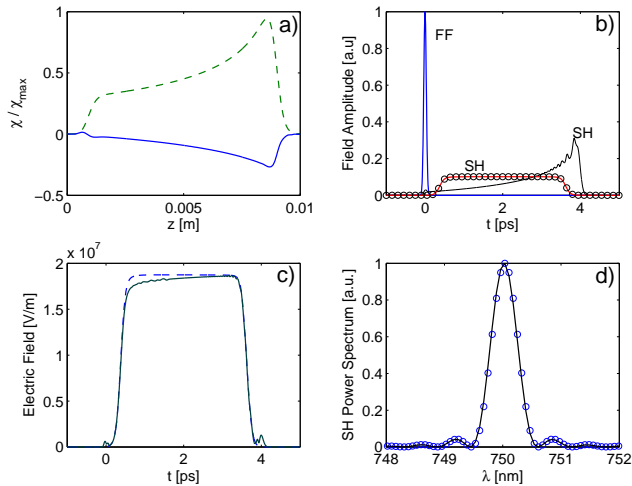 a)
χ / χmax
1
0.5
0
−0.5
0
0.005
0.01
z [m]
b)
FF
SH
SH
Field Amplitude [a.u]
1
0.8
0.6
0.4
0.2
0
0
2
4
t [ps]
c)
x 10^7
Electric Field [V/m]
2
1.5
1
0.5
0
0
2
4
t [ps]
d)
SH Power Spectrum [a.u.]
1
0.8
0.6
0.4
0.2
0
748
749
750
751
752
λ [nm]